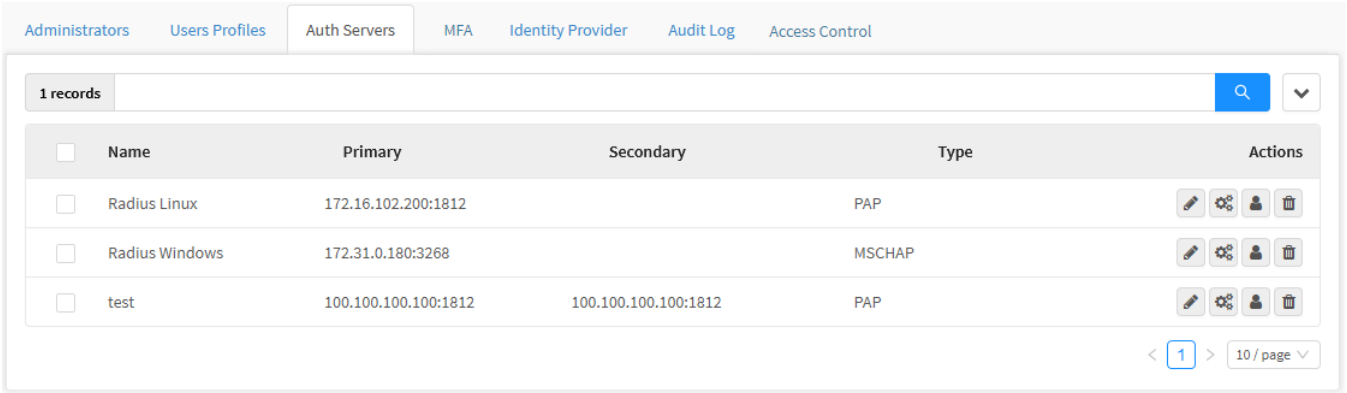 Administrators Users Profiles Auth Servers MFA Identity Provider Audit Log Access Control
1 records
Name Primary Secondary Type Actions
Radius Linux 172.16.102.200:1812 PAP
Radius Windows 172.31.0.180:3268 MSCHAP
test 100.100.100.100:1812 100.100.100.100:1812 PAP
< 1 > 10 / page